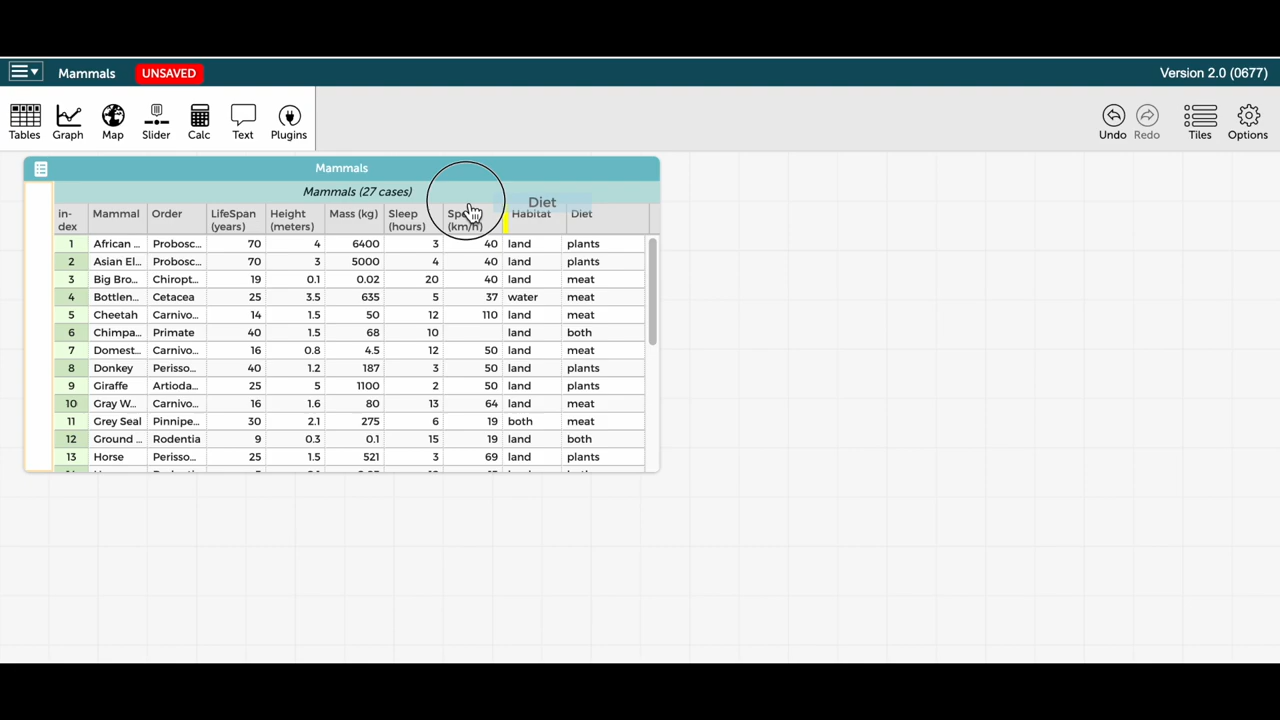 Mammals UNSAVED Version 2.0 (0677)
Tables Graph Map Slider Calc Text Plugins Undo Redo Tiles Options
Mammals
Mammals (27 cases)
Diet
in-dex Mammal Order LifeSpan (years) Height (meters) Mass (kg) Sleep (hours) (km/h) Habitat Diet
1 African ... Probosc... 70 4 6400 3 40 land plants
2 Asian El... Probosc... 70 3 5000 4 40 land plants
3 Big Bro... Chiropt... 19 0.1 0.02 20 40 land meat
4 Bottlen... Cetacea 25 3.5 635 5 37 water meat
5 Cheetah Carnivo... 14 1.5 50 12 110 land meat
6 Chimpa... Primate 40 1.5 68 10 land both
7 Domest... Carnivo... 16 0.8 4.5 12 50 land meat
8 Donkey Perisso... 40 1.2 187 3 50 land plants
9 Giraffe Artioda... 25 5 1100 2 50 land plants
10 Gray W... Carnivo... 16 1.6 80 13 64 land meat
11 Grey Seal Pinnipe... 30 2.1 275 6 19 both meat
12 Ground ... Rodentia 9 0.3 0.1 15 19 land both
13 Horse Perisso... 25 1.5 521 3 69 land plants